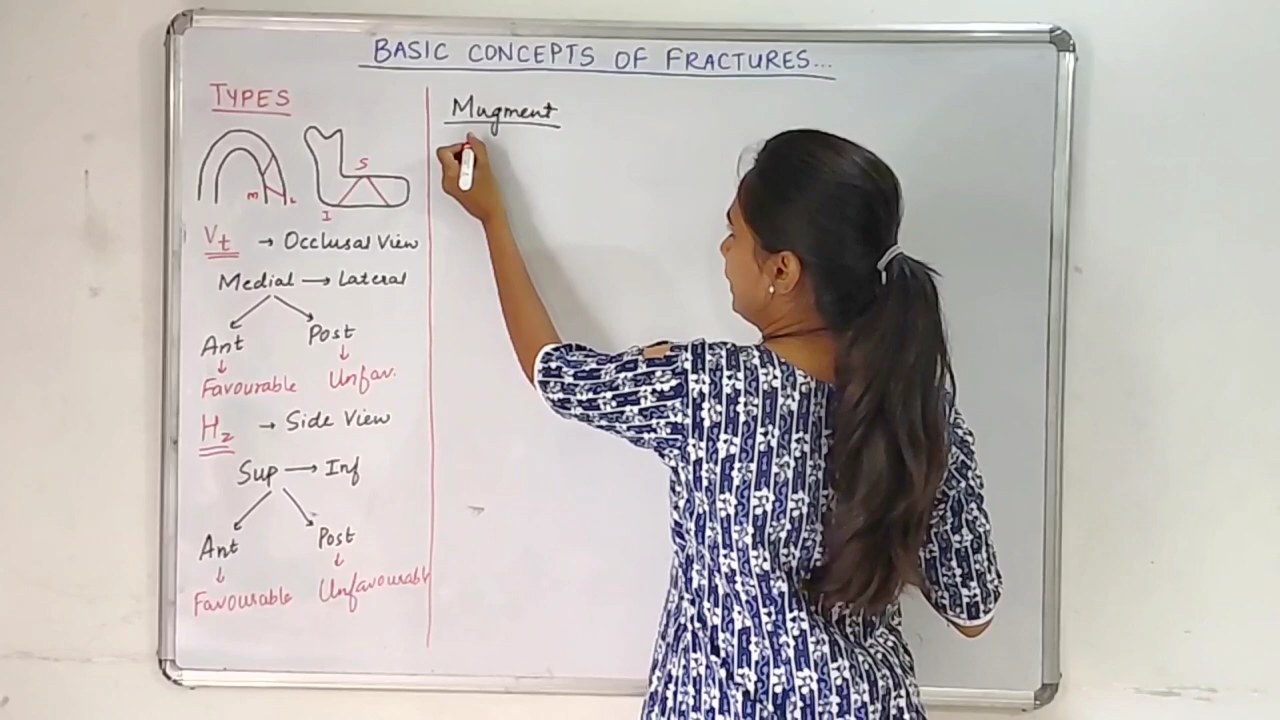 BASIC CONCEPTS OF FRACTURES...
TYPES
S
M L
I
Vt → Occlusal View
Medial → Lateral
Ant Post
↓ ↓
Favourable Unfav.
Hz → Side View
Sup → Inf
Ant Post
↓ ↓
Favourable Unfavourable
Mugment